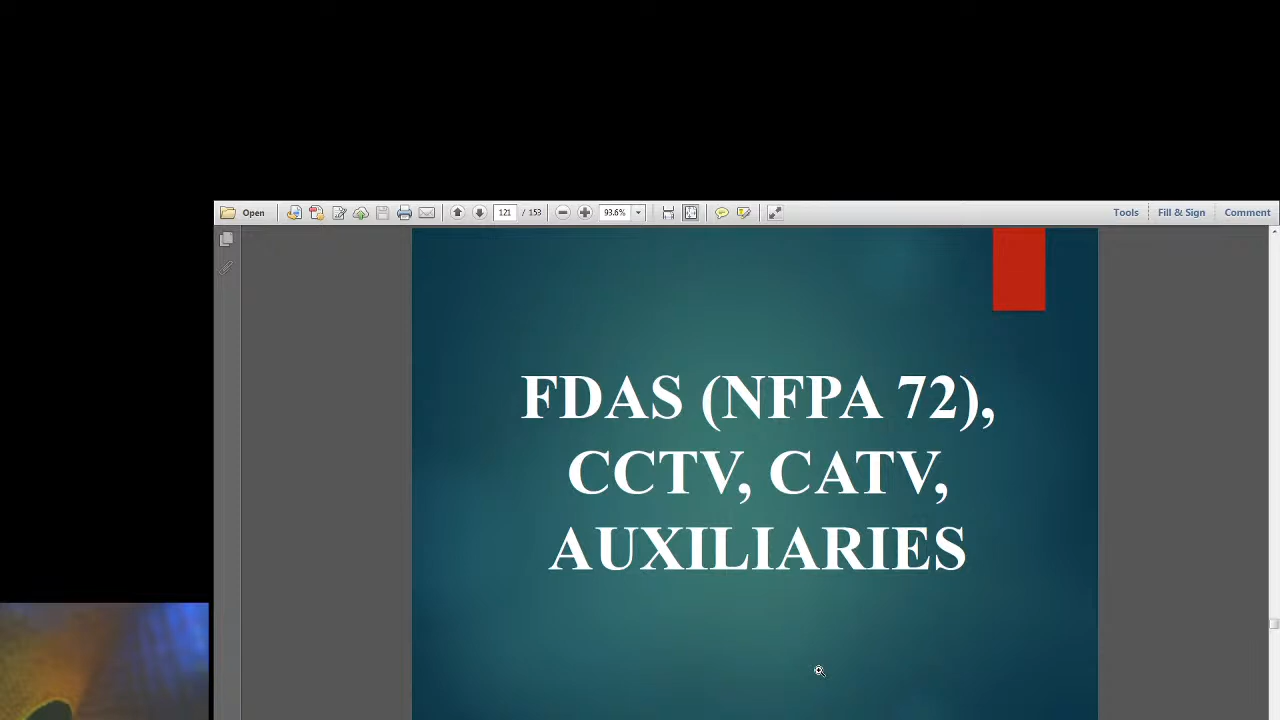 Open 121 / 153 93.6% Tools Fill & Sign Comment
FDAS (NFPA 72),
CCTV, CATV,
AUXILIARIES